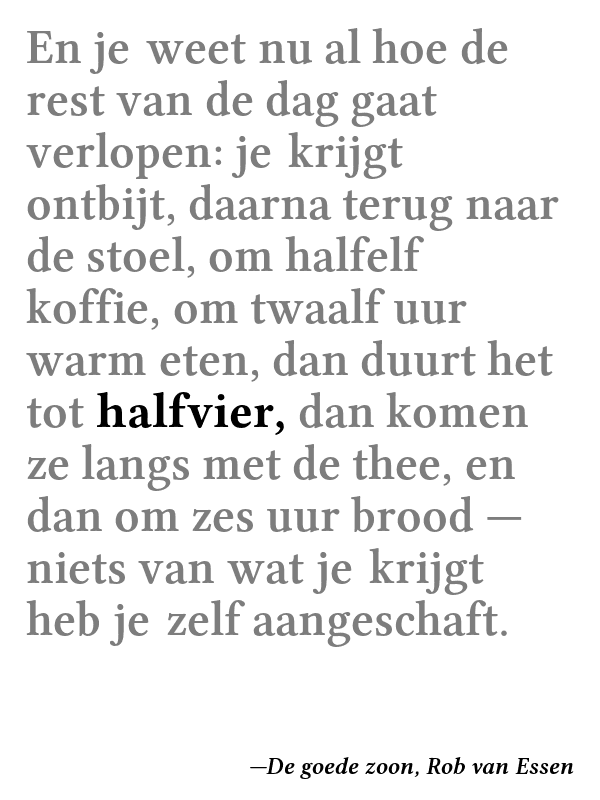 En je weet nu al hoe de
rest van de dag gaat
verlopen: je krijgt
ontbijt, daarna terug naar
de stoel, om halfelf
koffie, om twaalf uur
warm eten, dan duurt het
tot halfvier, dan komen
ze langs met de thee, en
dan om zes uur brood —
niets van wat je krijgt
heb je zelf aangeschaft.
—De goede zoon, Rob van Essen